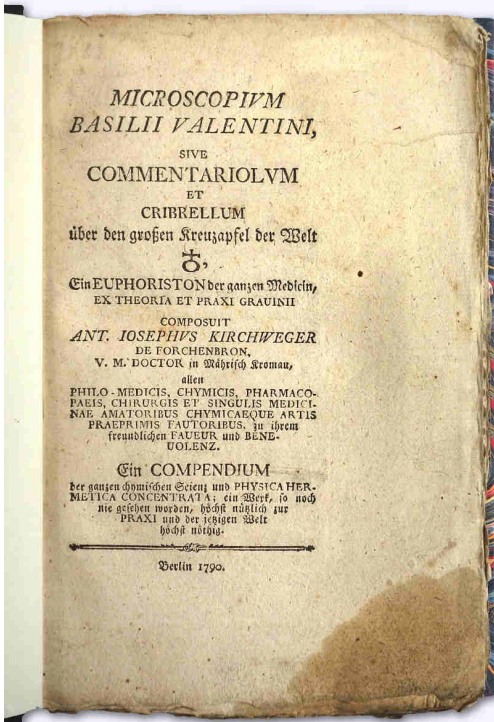 MICROSCOPIVM
BASILII VALENTINI,
SIVE
COMMENTARIOLVM
ET
CRIBRELLUM
über den großen Kreuzapfel der Welt
♁,
Ein EUPHORISTON der ganzen Medicin,
EX THEORIA ET PRAXI GRAUINII
COMPOSUIT
ANT. IOSEPHVS KIRCHWEGER
DE FORCHENBRON,
V. M. DOCTOR in Mährisch Kromau,
allen
PHILO-MEDICIS, CHYMICIS, PHARMACO-
PAEIS, CHIRURGIS ET SINGULIS MEDICI-
NAE AMATORIBUS CHYMICAEQUE ARTIS
PRAEPRIMIS FAUTORIBUS, zu ihrem
freundlichen FAUEUR und BENE-
UOLENZ.
Ein COMPENDIUM
der ganzen chymischen Scienz und PHYSICA HER-
METICA CONCENTRATA; ein Werk, so noch
nie gesehen worden, höchst nützlich zur
PRAXI und der jetzigen Welt
höchst nöthig.
Berlin 1790.